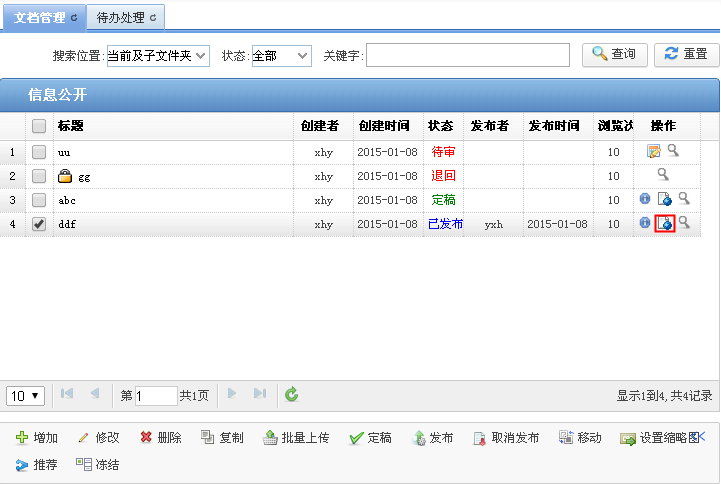 文档管理 待办处理
搜索位置: 当前及子文件夹 状态: 全部 关键字: 查询 重置
信息公开
标题 创建者 创建时间 状态 发布者 发布时间 浏览次 操作
1 uu xhy 2015-01-08 待审 10
2 gg xhy 2015-01-08 退回 10
3 abc xhy 2015-01-08 定稿 10
4 ddf xhy 2015-01-08 已发布 yxh 2015-01-08 10
10 第 1 共1页 显示1到4, 共4记录
增加 修改 删除 复制 批量上传 定稿 发布 取消发布 移动 设置缩略图
推荐 冻结